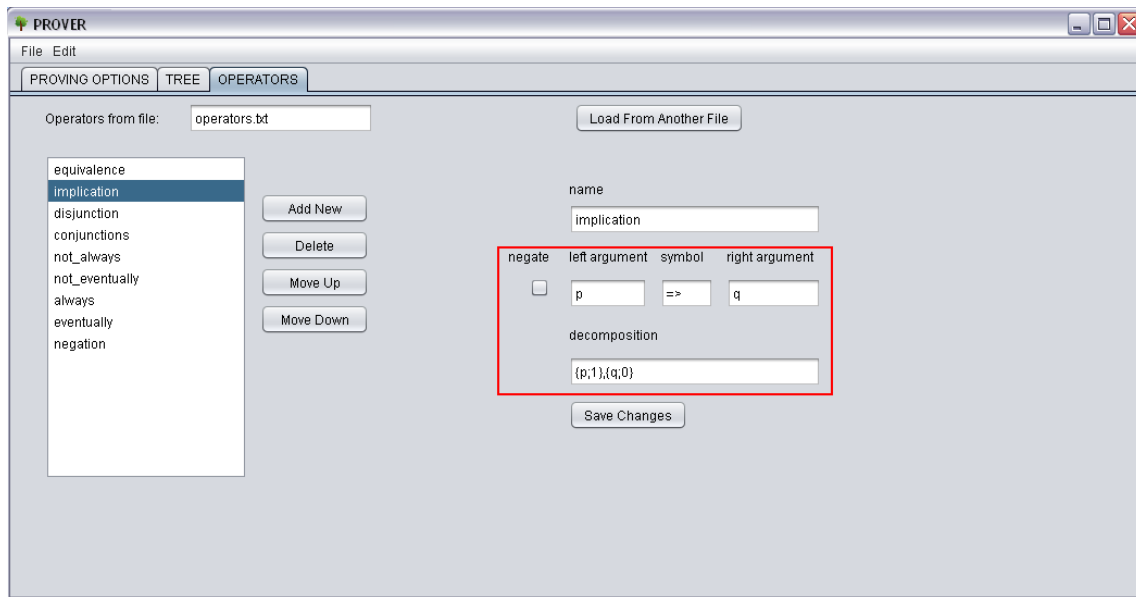 PROVER
File Edit
PROVING OPTIONS TREE OPERATORS
Operators from file: operators.txt Load From Another File
equivalence
implication
disjunction
conjunctions
not_always
not_eventually
always
eventually
negation
Add New
Delete
Move Up
Move Down
name
implication
negate left argument symbol right argument
p => q
decomposition
{p;1},{q;0}
Save Changes